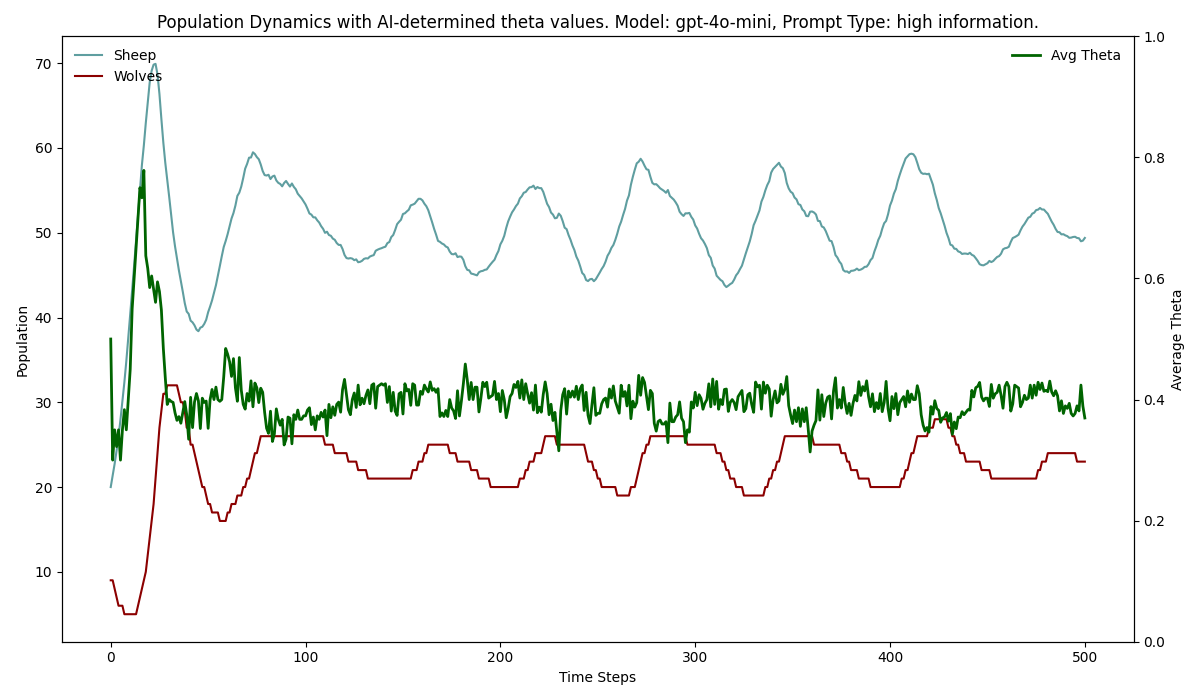 Population Dynamics with AI-determined theta values. Model: gpt-4o-mini, Prompt Type: high information.
Sheep
Wolves
Avg Theta
Population
70
60
50
40
30
20
10
1.0
0.8
0.6
0.4
0.2
0.0
Average Theta
0 100 200 300 400 500
Time Steps